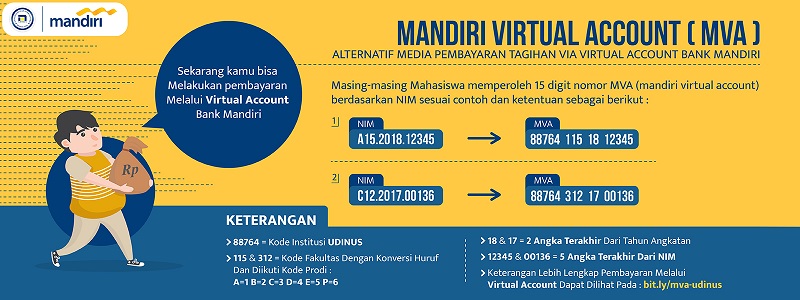 mandiri
Sekarang kamu bisa
Melakukan pembayaran
Melalui Virtual Account
Bank Mandiri
Rp
MANDIRI VIRTUAL ACCOUNT ( MVA )
ALTERNATIF MEDIA PEMBAYARAN TAGIHAN VIA VIRTUAL ACCOUNT BANK MANDIRI
Masing-masing Mahasiswa memperoleh 15 digit nomor MVA (mandiri virtual account)
berdasarkan NIM sesuai contoh dan ketentuan sebagai berikut :
1] NIM MVA
A15.2018.12345 88764 115 18 12345
2] NIM MVA
C12.2017.00136 88764 312 17 00136
KETERANGAN
88764 = Kode Institusi UDINUS
115 & 312 = Kode Fakultas Dengan Konversi Huruf
Dan Diikuti Kode Prodi :
A=1 B=2 C=3 D=4 E=5 P=6
18 & 17 = 2 Angka Terakhir Dari Tahun Angkatan
12345 & 00136 = 5 Angka Terakhir Dari NIM
Keterangan Lebih Lengkap Pembayaran Melalui
Virtual Account Dapat Dilihat Pada : bit.ly/mva-udinus